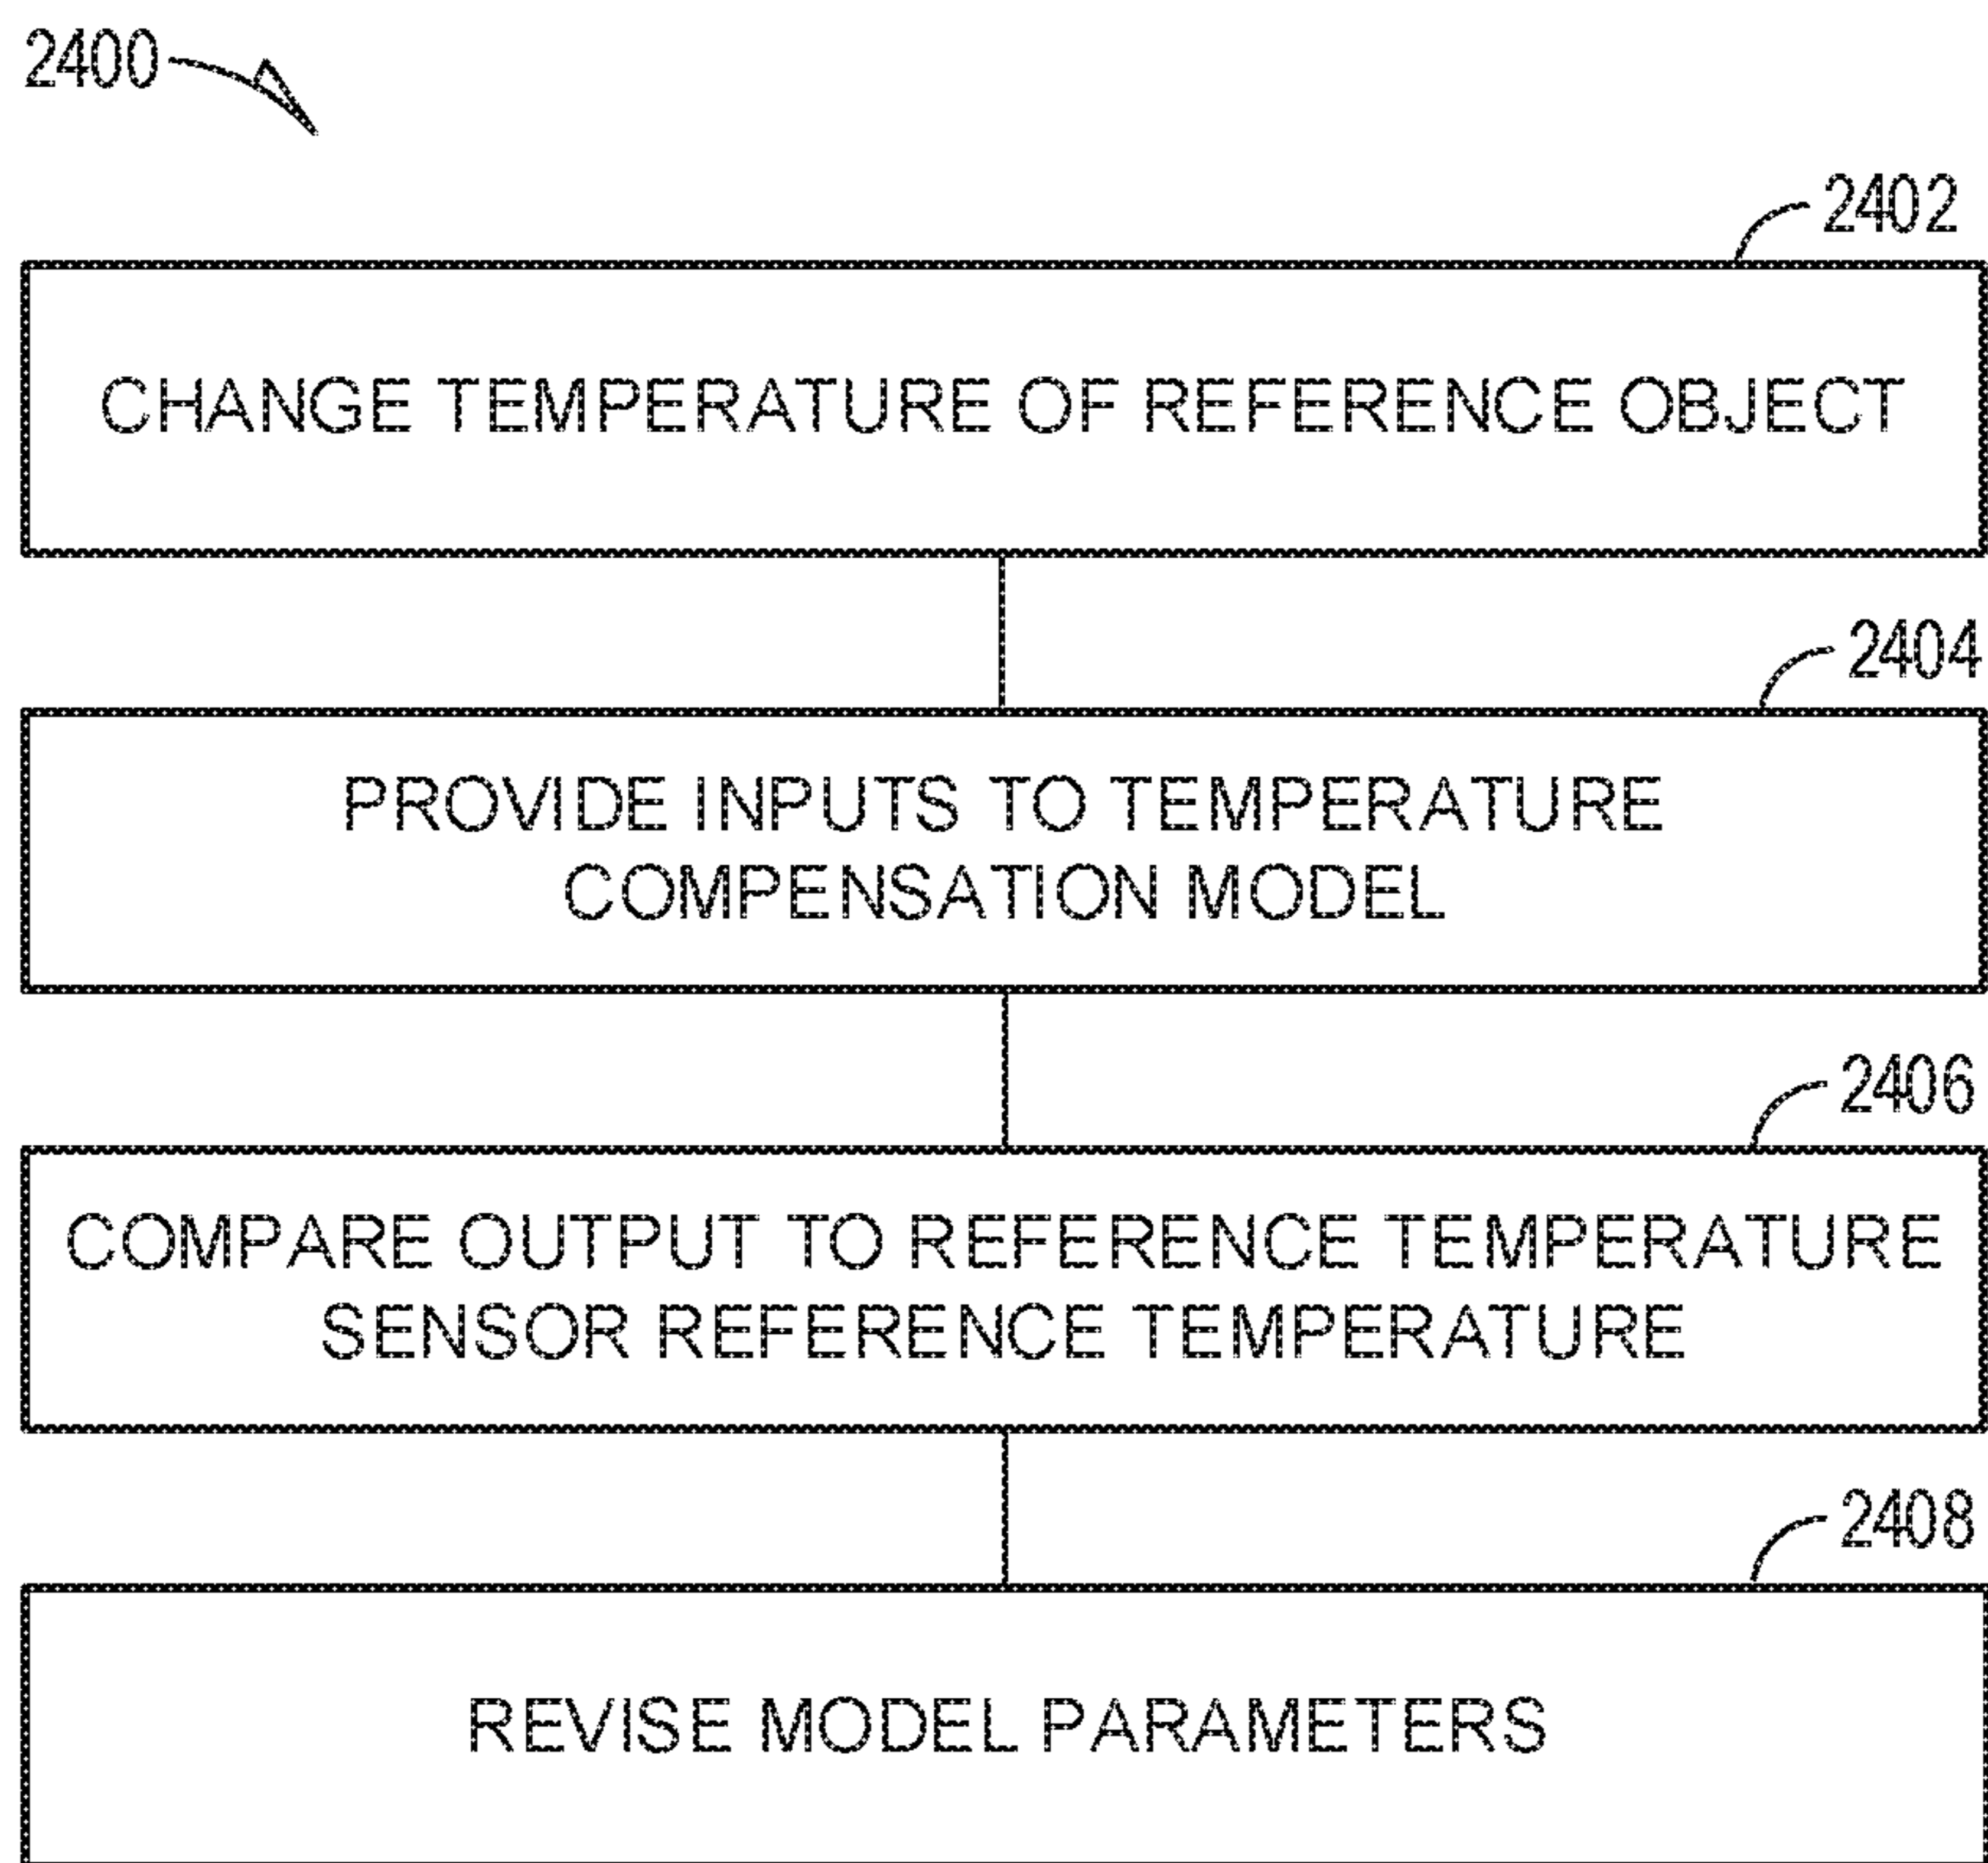 2400
2402
CHANGE TEMPERATURE OF REFERENCE OBJECT
2404
PROVIDE INPUTS TO TEMPERATURE
COMPENSATION MODEL
2406
COMPARE OUTPUT TO REFERENCE TEMPERATURE
SENSOR REFERENCE TEMPERATURE
2408
REVISE MODEL PARAMETERS